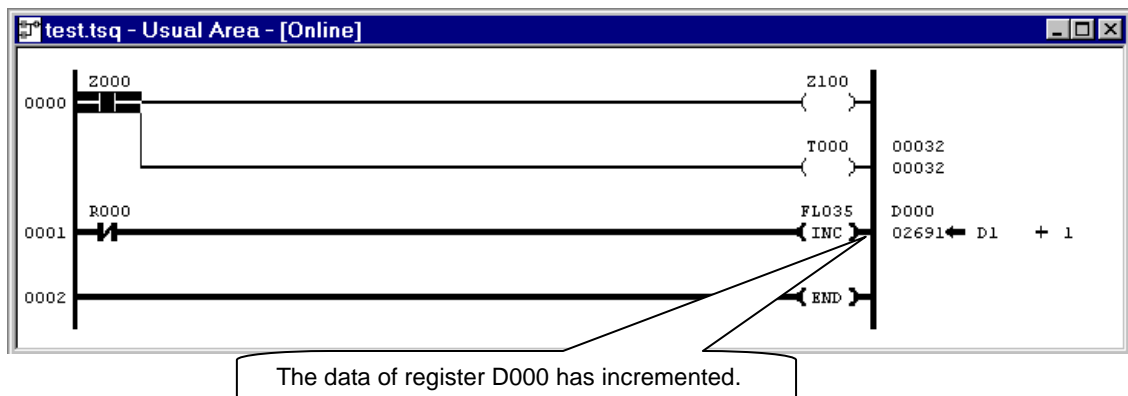 test.tsq - Usual Area - [Online]
Z000 Z100
0000
T000 00032
00032
R000 FL035 D000
0001 INC 02691 D1 + 1
0002 END
The data of register D000 has incremented.